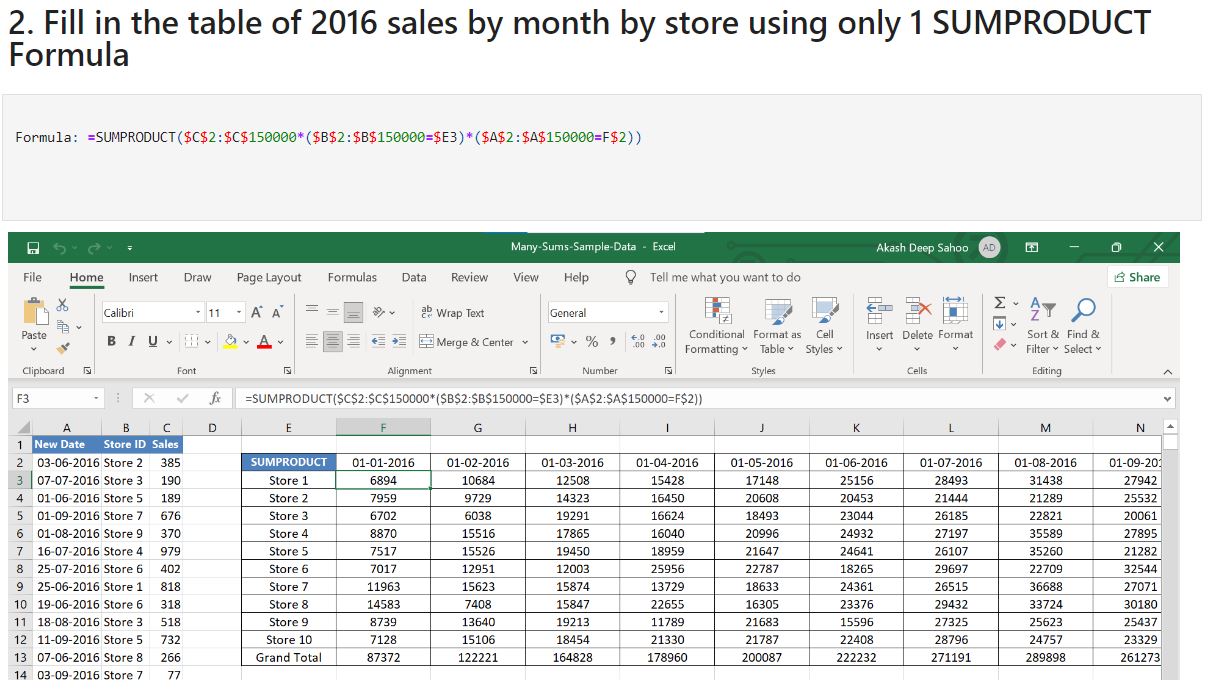 2. Fill in the table of 2016 sales by month by store using only 1 SUMPRODUCT
Formula
Formula: =SUMPRODUCT($C$2:$C$150000*($B$2:$B$150000=$E3)*($A$2:$A$150000=F$2))
Many-Sums-Sample-Data - Excel Akash Deep Sahoo AD
File Home Insert Draw Page Layout Formulas Data Review View Help Tell me what you want to do Share
Calibri 11 A A ab Wrap Text General
Paste B I U A Merge & Center % Conditional Formatting Format as Table Cell Styles Insert Delete Format Sort & Filter Find & Select
Clipboard Font Alignment Number Styles Cells Editing
F3 fx =SUMPRODUCT($C$2:$C$150000*($B$2:$B$150000=$E3)*($A$2:$A$150000=F$2))
A B C D E F G H I J K L M N
1 New Date Store ID Sales
2 03-06-2016 Store 2 385 SUMPRODUCT 01-01-2016 01-02-2016 01-03-2016 01-04-2016 01-05-2016 01-06-2016 01-07-2016 01-08-2016 01-09-201
3 07-07-2016 Store 3 190 Store 1 6894 10684 12508 15428 17148 25156 28493 31438 27942
4 01-06-2016 Store 5 189 Store 2 7959 9729 14323 16450 20608 20453 21444 21289 25532
5 01-09-2016 Store 7 676 Store 3 6702 6038 19291 16624 18493 23044 26185 22821 20061
6 01-08-2016 Store 9 370 Store 4 8870 15516 17865 16040 20996 24932 27197 35589 27895
7 16-07-2016 Store 4 979 Store 5 7517 15526 19450 18959 21647 24641 26107 35260 21282
8 25-07-2016 Store 6 402 Store 6 7017 12951 12003 25956 22787 18265 29697 22709 32544
9 25-06-2016 Store 1 818 Store 7 11963 15623 15874 13729 18633 24361 26515 36688 27071
10 19-06-2016 Store 6 318 Store 8 14583 7408 15847 22655 16305 23376 29432 33724 30180
11 18-08-2016 Store 3 518 Store 9 8739 13640 19213 11789 21683 15596 27325 25623 25437
12 11-09-2016 Store 5 732 Store 10 7128 15106 18454 21330 21787 22408 28796 24757 23329
13 07-06-2016 Store 8 266 Grand Total 87372 122221 164828 178960 200087 222232 271191 289898 261273
14 03-09-2016 Store 7 77